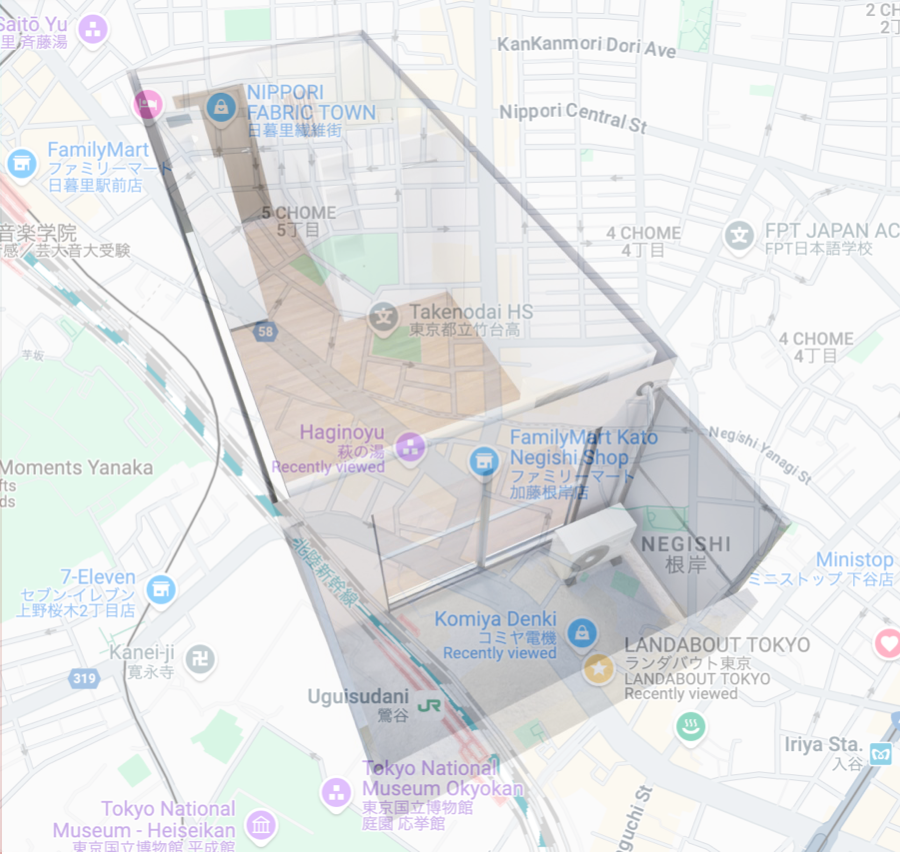 Saitō Yu
里 斉藤湯
2 CH
2丁
KanKanmori Dori Ave
NIPPORI
FABRIC TOWN
日暮里繊維街
Nippori Central St
FamilyMart
ファミリーマート
日暮里駅前店
5 CHOME
5丁目
音楽学院
感／芸大音大受験
4 CHOME
4丁目
FPT JAPAN AC
FPT日本語学校
Takenodai HS
東京都立竹台高
58
4 CHOME
4丁目
芋坂
Haginoyu
萩の湯
Recently viewed
FamilyMart Kato
Negishi Shop
ファミリーマート
加藤根岸店
Negishi Yanagi St
Moments Yanaka
fts
ds
北陸新幹線
NEGISHI
根岸
7-Eleven
セブン-イレブン
上野桜木2丁目店
Ministop
ミニストップ 下谷店
Komiya Denki
コミヤ電機
Recently viewed
Kanei-ji
寛永寺
卍
319
LANDABOUT TOKYO
ランダバウト東京
LANDABOUT TOKYO
Recently viewed
Uguisudani
鶯谷
JR
Iriya Sta.
入谷
Tokyo National
Museum Okyokan
東京国立博物館
庭園 応挙館
Tokyo National
Museum - Heiseikan
東京国立博物館 平成館
guchi St